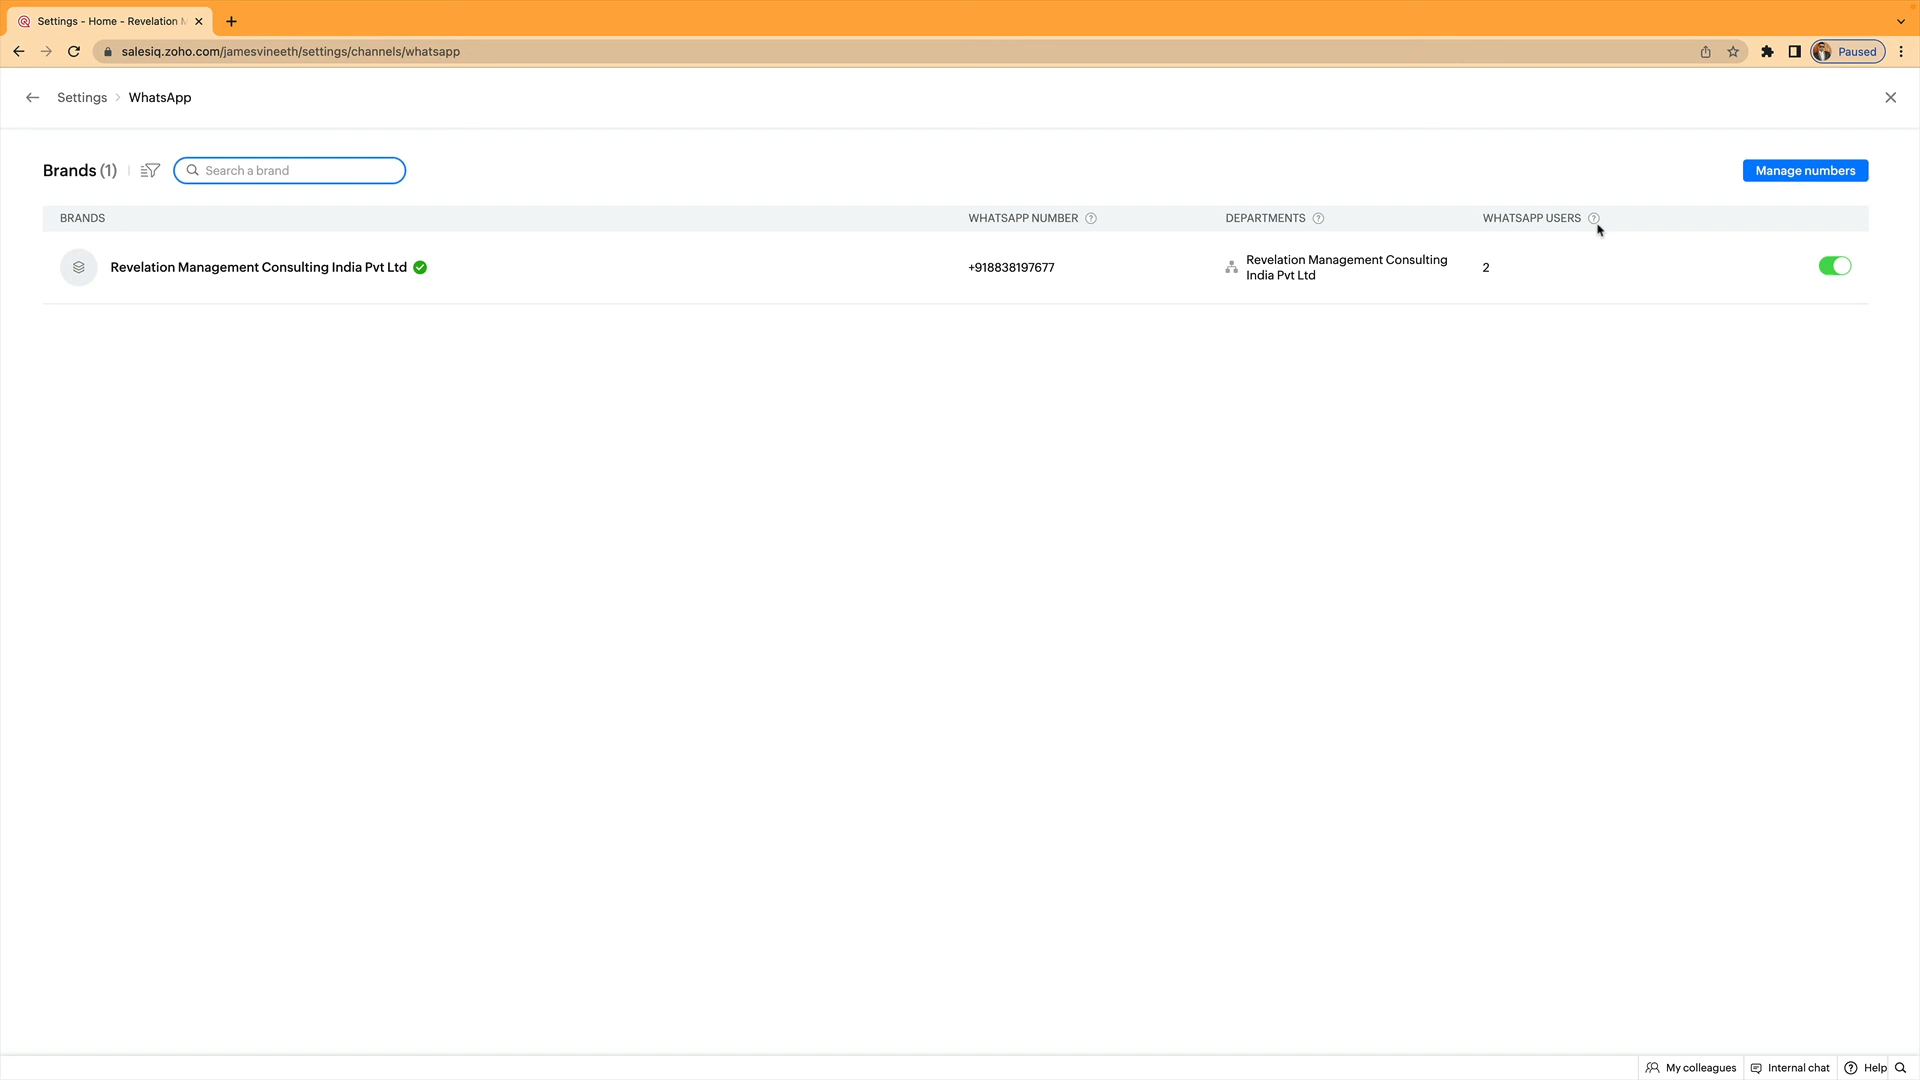 Settings - Home - Revelation M
salesiq.zoho.com/jamesvineeth/settings/channels/whatsapp
Paused
Settings > WhatsApp
Brands (1)
Search a brand
Manage numbers
BRANDS
WHATSAPP NUMBER
DEPARTMENTS
WHATSAPP USERS
Revelation Management Consulting India Pvt Ltd
+918838197677
Revelation Management Consulting
India Pvt Ltd
2
My colleagues
Internal chat
Help